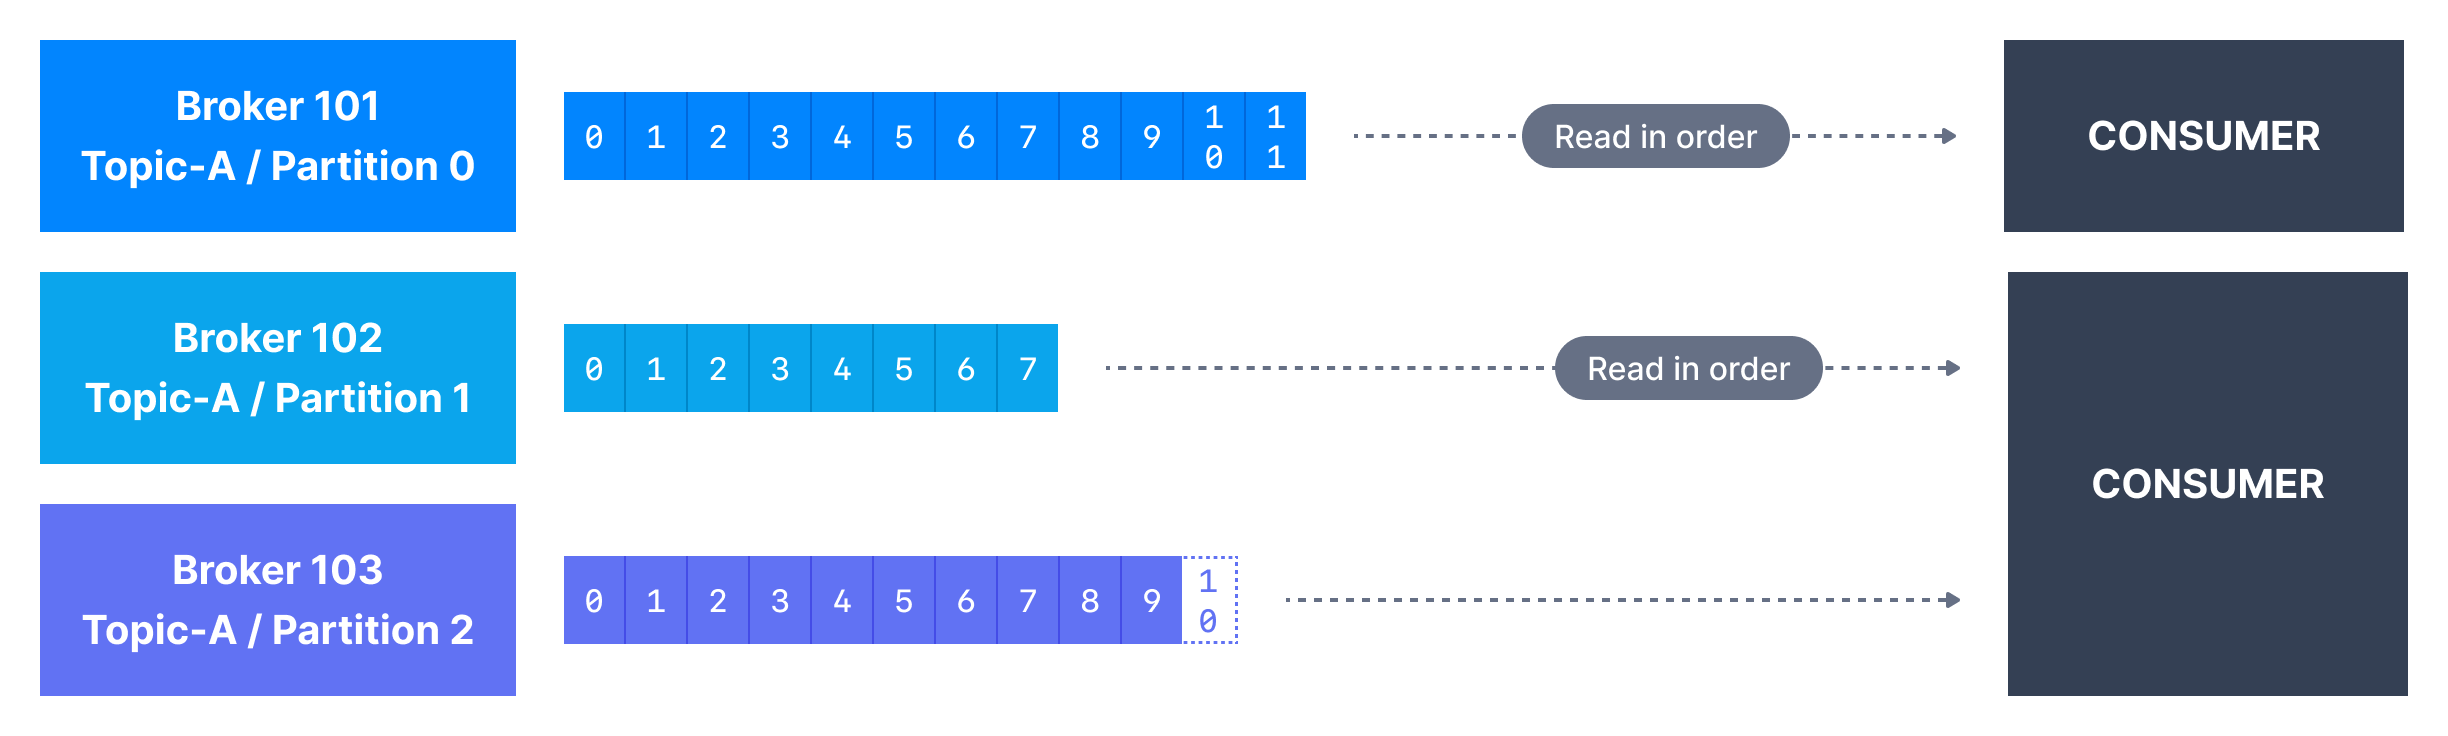 Broker 101
Topic-A / Partition 0
0 1 2 3 4 5 6 7 8 9 10 11
Read in order
CONSUMER
Broker 102
Topic-A / Partition 1
0 1 2 3 4 5 6 7
Read in order
CONSUMER
Broker 103
Topic-A / Partition 2
0 1 2 3 4 5 6 7 8 9 10